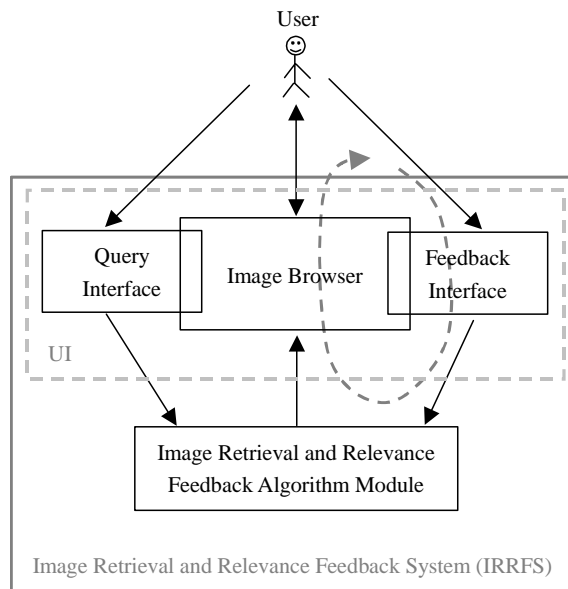 User
Query
Interface
Image Browser
Feedback
Interface
UI
Image Retrieval and Relevance
Feedback Algorithm Module
Image Retrieval and Relevance Feedback System (IRRFS)